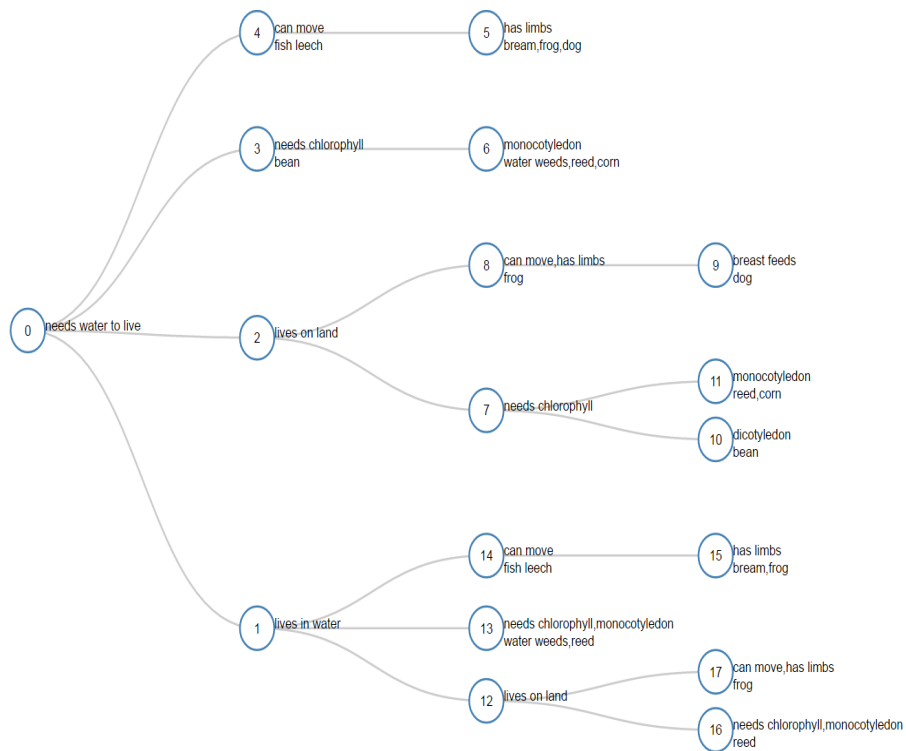 4
can move
fish leech
5
has limbs
bream,frog,dog
3
needs chlorophyll
bean
6
monocotyledon
water weeds,reed,corn
8
can move,has limbs
frog
9
breast feeds
dog
0
needs water to live
2
lives on land
11
monocotyledon
reed,corn
7
needs chlorophyll
10
dicotyledon
bean
14
can move
fish leech
15
has limbs
bream,frog
1
lives in water
13
needs chlorophyll,monocotyledon
water weeds,reed
17
can move,has limbs
frog
12
lives on land
16
needs chlorophyll,monocotyledon
reed